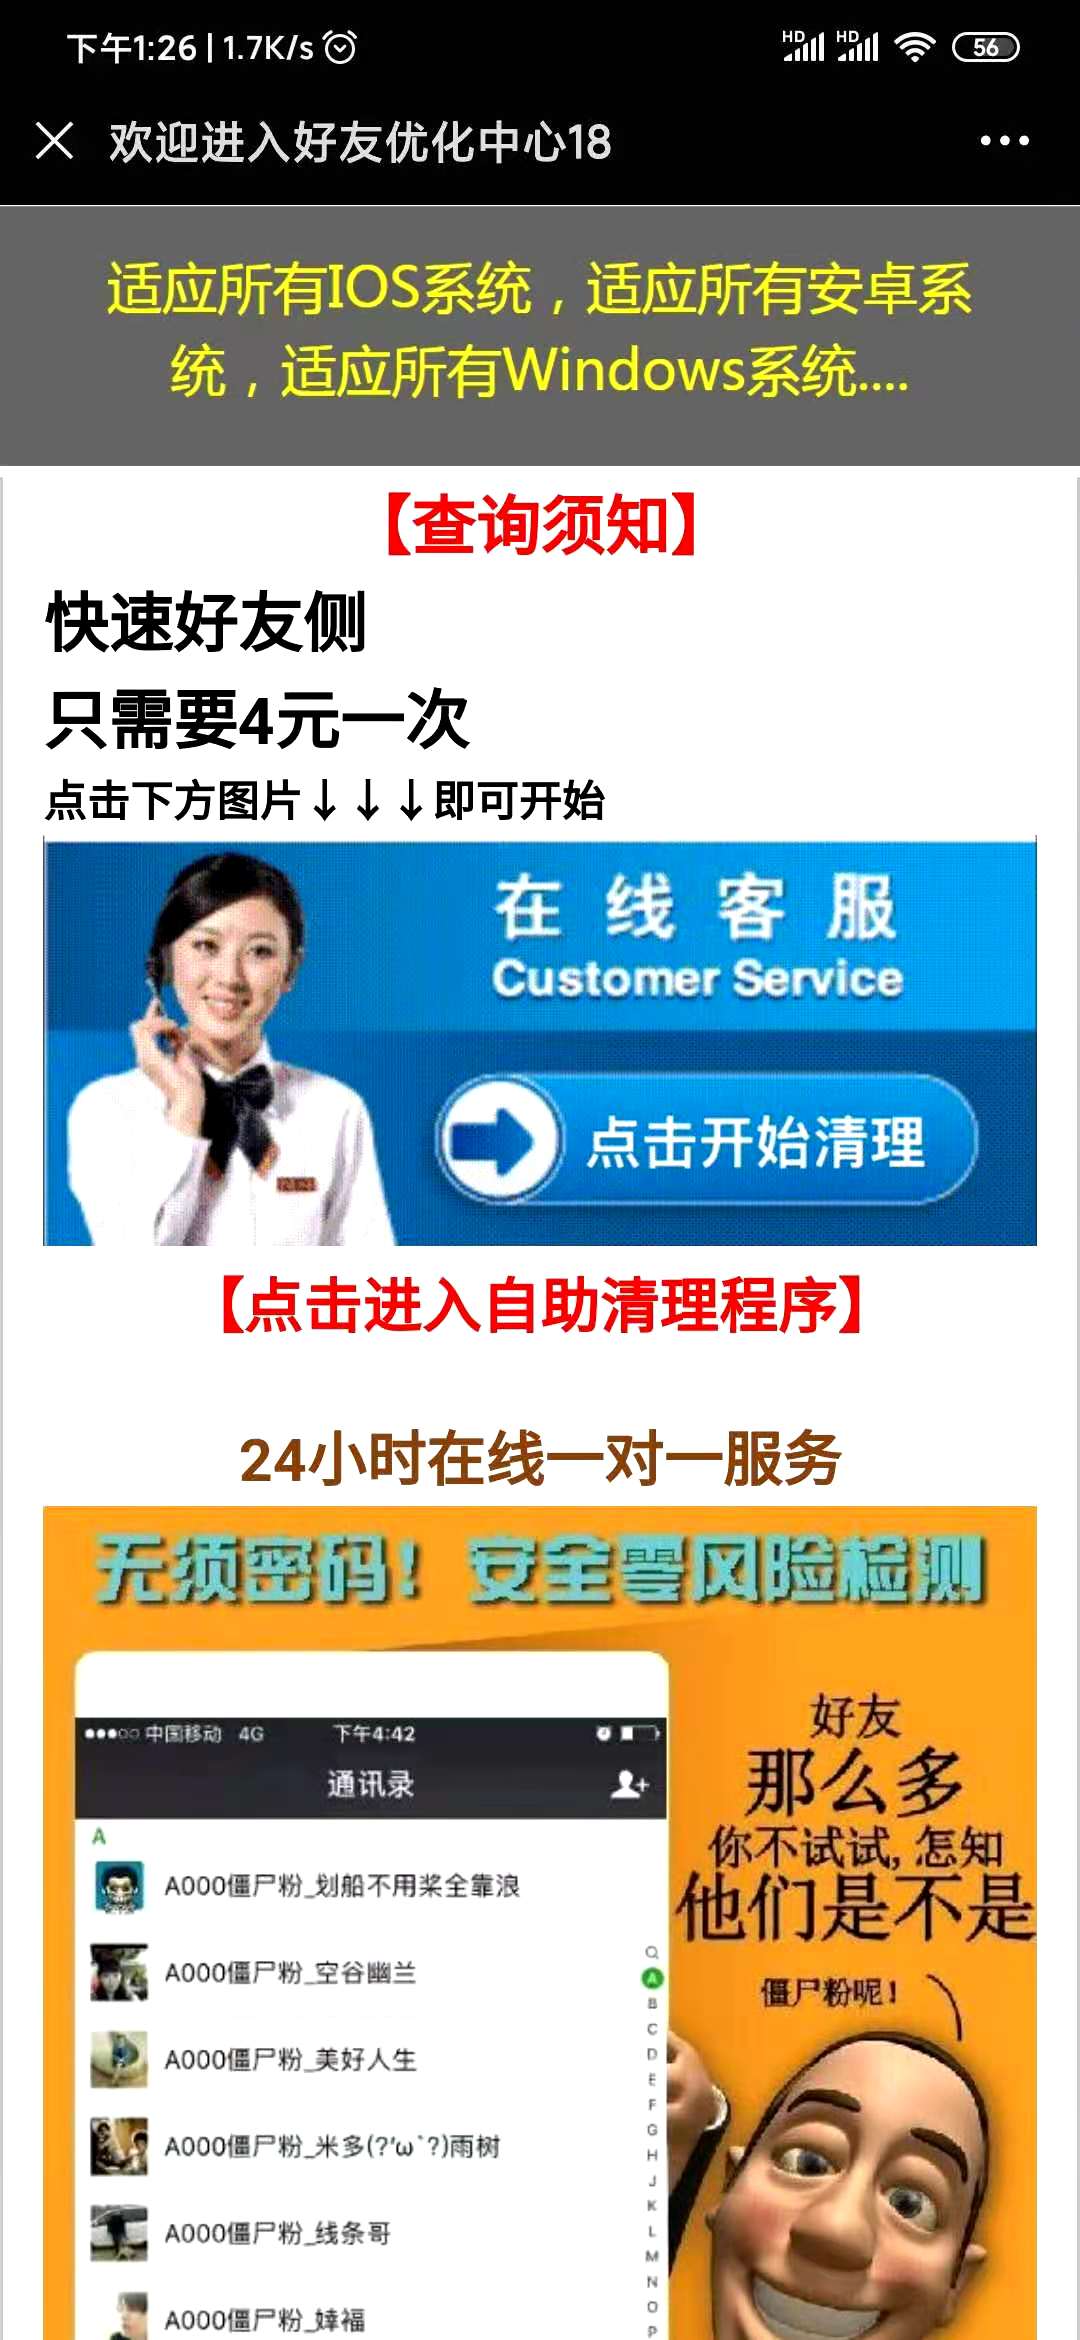 下午1:26 | 1.7K/s
HD HD 56
欢迎进入好友优化中心18
适应所有IOS系统，适应所有安卓系
统，适应所有Windows系统....
【查询须知】
快速好友侧
只需要4元一次
点击下方图片↓↓↓即可开始
在线客服
Customer Service
点击开始清理
【点击进入自助清理程序】
24小时在线一对一服务
无须密码！安全零风险检测
中国移动 4G 下午4:42
通讯录
A
A000僵尸粉_划船不用桨全靠浪
A000僵尸粉_空谷幽兰
A000僵尸粉_美好人生
A000僵尸粉_米多(?'ω`?)雨树
A000僵尸粉_线条哥
A000僵尸粉_婞福
A
B
C
D
E
F
G
H
J
K
L
M
N
O
P
好友
那么多
你不试试,怎知
他们是不是
僵尸粉呢！